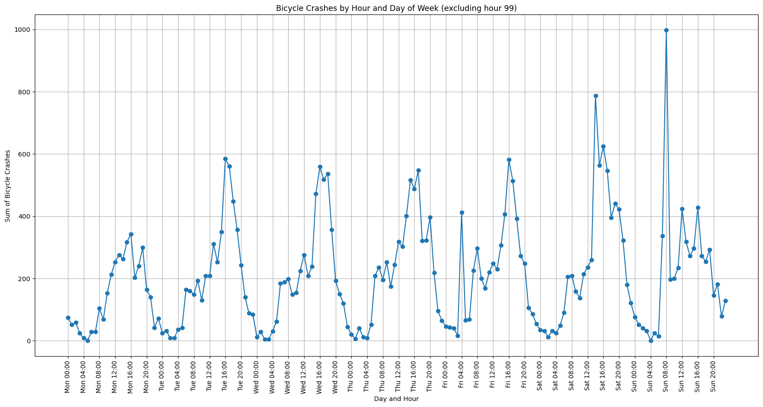 Bicycle Crashes by Hour and Day of Week (excluding hour 99)
Sum of Bicycle Crashes
1000
800
600
400
200
0
Mon 00:00
Mon 04:00
Mon 08:00
Mon 12:00
Mon 16:00
Mon 20:00
Tue 00:00
Tue 04:00
Tue 08:00
Tue 12:00
Tue 16:00
Tue 20:00
Wed 00:00
Wed 04:00
Wed 08:00
Wed 12:00
Wed 16:00
Wed 20:00
Thu 00:00
Thu 04:00
Thu 08:00
Thu 12:00
Thu 16:00
Thu 20:00
Fri 00:00
Fri 04:00
Fri 08:00
Fri 12:00
Fri 16:00
Fri 20:00
Sat 00:00
Sat 04:00
Sat 08:00
Sat 12:00
Sat 16:00
Sat 20:00
Sun 00:00
Sun 04:00
Sun 08:00
Sun 12:00
Sun 16:00
Sun 20:00
Day and Hour